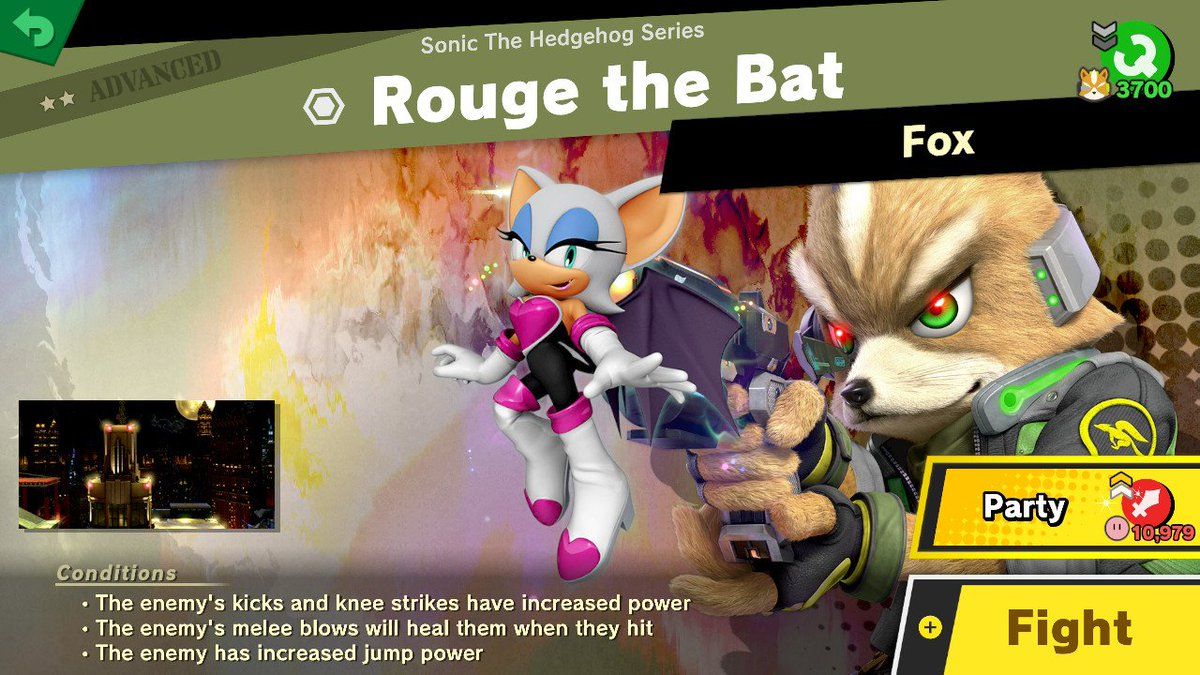 Sonic The Hedgehog Series
ADVANCED
Rouge the Bat
3700
Fox
Party
10,979
Conditions
• The enemy's kicks and knee strikes have increased power
• The enemy's melee blows will heal them when they hit
• The enemy has increased jump power
Fight